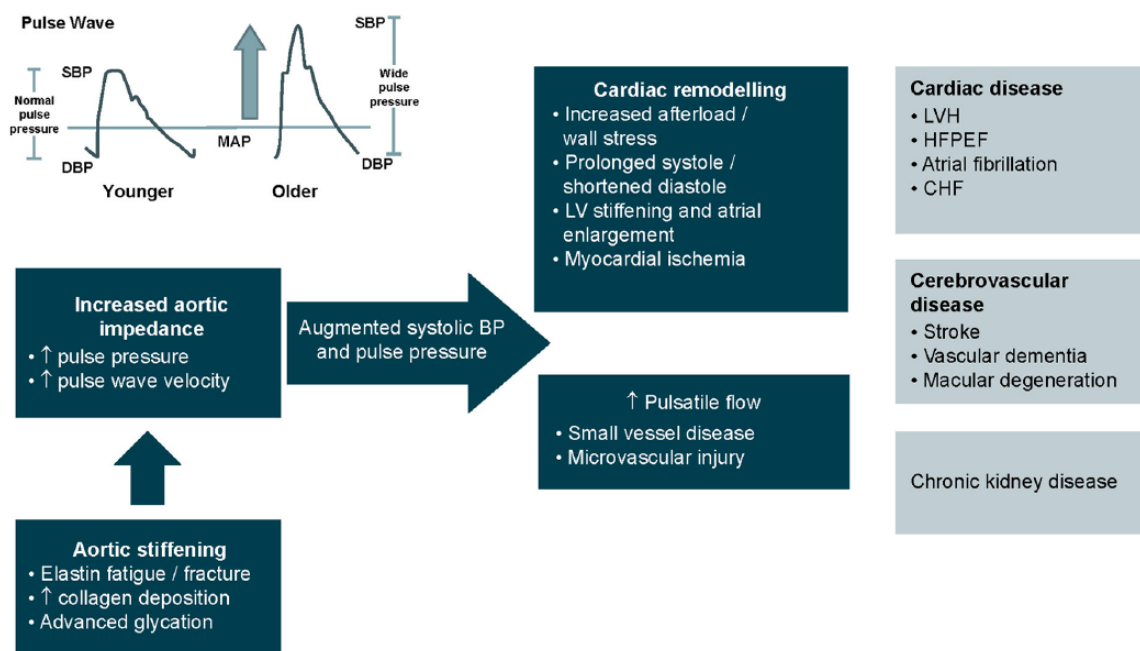 Pulse Wave
SBP
Normal
pulse
pressure
DBP
Younger
MAP
SBP
Wide
pulse
pressure
DBP
Older
Increased aortic
impedance
• ↑ pulse pressure
• ↑ pulse wave velocity
Aortic stiffening
• Elastin fatigue / fracture
• ↑ collagen deposition
• Advanced glycation
Augmented systolic BP
and pulse pressure
Cardiac remodelling
• Increased afterload /
wall stress
• Prolonged systole /
shortened diastole
• LV stiffening and atrial
enlargement
• Myocardial ischemia
↑ Pulsatile flow
• Small vessel disease
• Microvascular injury
Cardiac disease
• LVH
• HFPEF
• Atrial fibrillation
• CHF
Cerebrovascular
disease
• Stroke
• Vascular dementia
• Macular degeneration
Chronic kidney disease